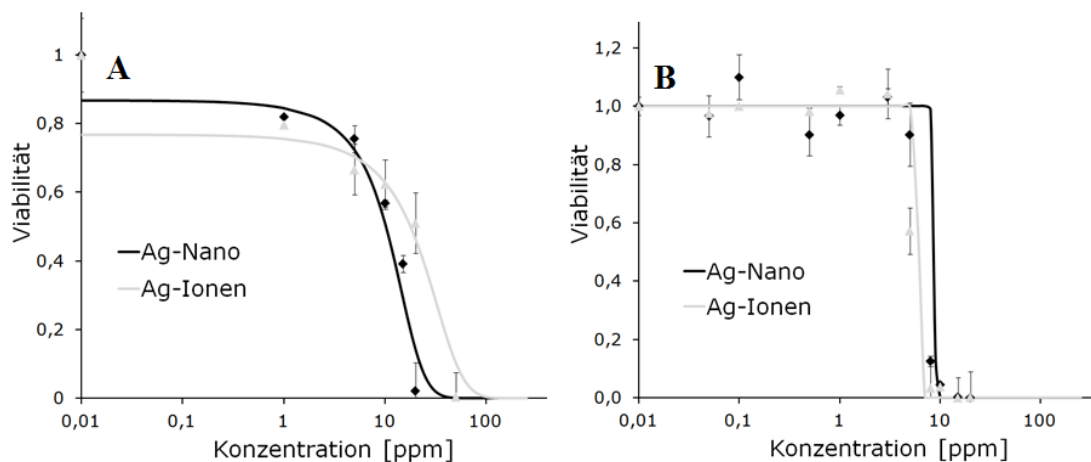 A
Viabilität
1
0,8
0,6
0,4
0,2
0
0,01
0,1
1
10
100
Konzentration [ppm]
Ag-Nano
Ag-Ionen
B
Viabilität
1,2
1,0
0,8
0,6
0,4
0,2
0,0
0,01
0,1
1
10
100
Konzentration [ppm]
Ag-Nano
Ag-Ionen